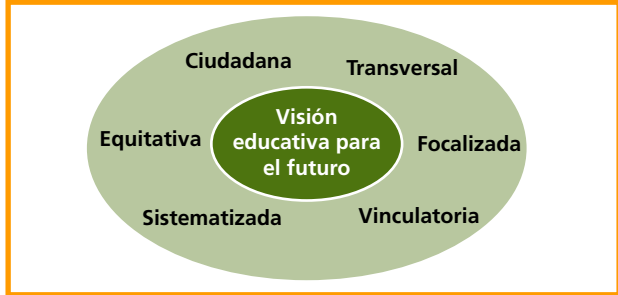 Ciudadana
Transversal
Equitativa
Visión
educativa para
el futuro
Focalizada
Sistematizada
Vinculatoria